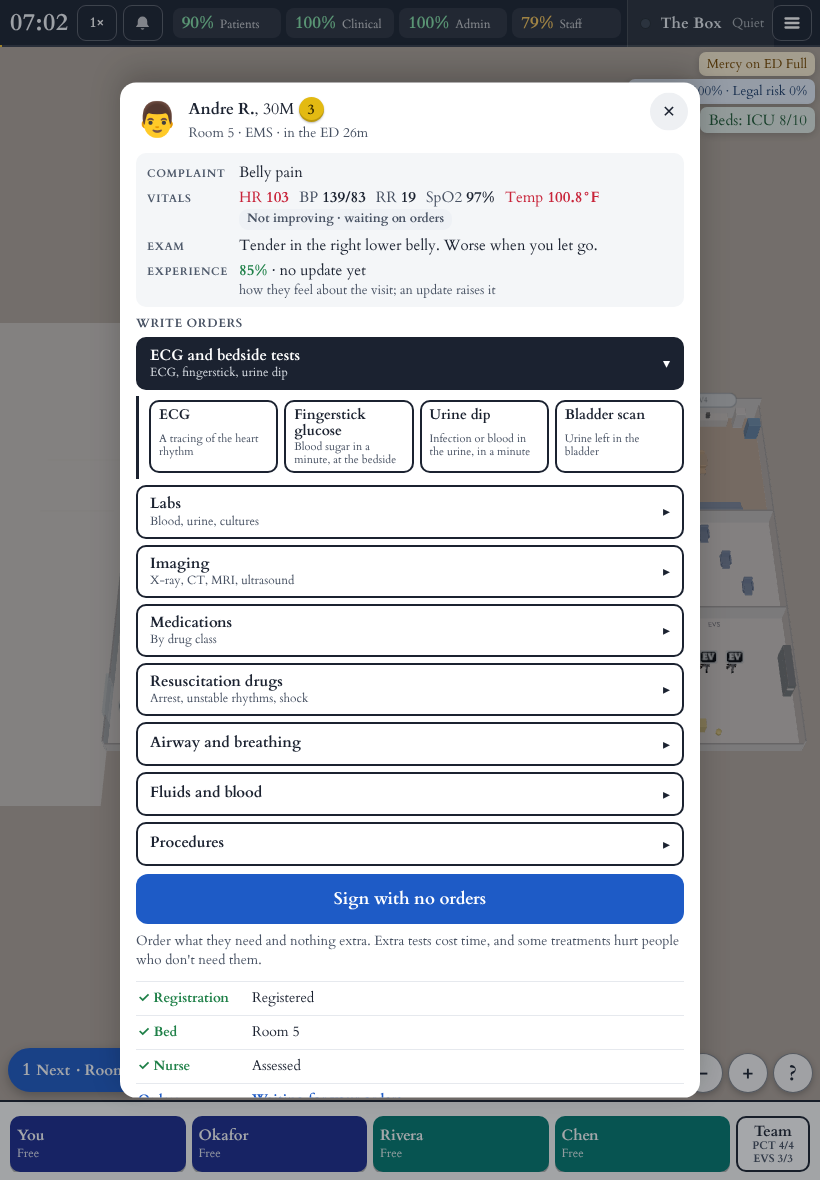 07:02
1×
90% Patients
100% Clinical
100% Admin
79% Staff
The Box Quiet
Mercy on ED Full
00% · Legal risk 0%
Beds: ICU 8/10
Andre R., 30M 3
Room 5 · EMS · in the ED 26m
×
COMPLAINT Belly pain
VITALS HR 103 BP 139/83 RR 19 SpO2 97% Temp 100.8°F
Not improving · waiting on orders
EXAM Tender in the right lower belly. Worse when you let go.
EXPERIENCE 85% · no update yet
how they feel about the visit; an update raises it
WRITE ORDERS
ECG and bedside tests
ECG, fingerstick, urine dip
ECG
A tracing of the heart
rhythm
Fingerstick
glucose
Blood sugar in a
minute, at the bedside
Urine dip
Infection or blood in
the urine, in a minute
Bladder scan
Urine left in the
bladder
Labs
Blood, urine, cultures
Imaging
X-ray, CT, MRI, ultrasound
Medications
By drug class
Resuscitation drugs
Arrest, unstable rhythms, shock
Airway and breathing
Fluids and blood
Procedures
Sign with no orders
Order what they need and nothing extra. Extra tests cost time, and some treatments hurt people
who don't need them.
✓ Registration Registered
✓ Bed Room 5
✓ Nurse Assessed
EVS
EV
EV
1 Next · Room
−
+
?
You
Free
Okafor
Free
Rivera
Free
Chen
Free
Team
PCT 4/4
EVS 3/3